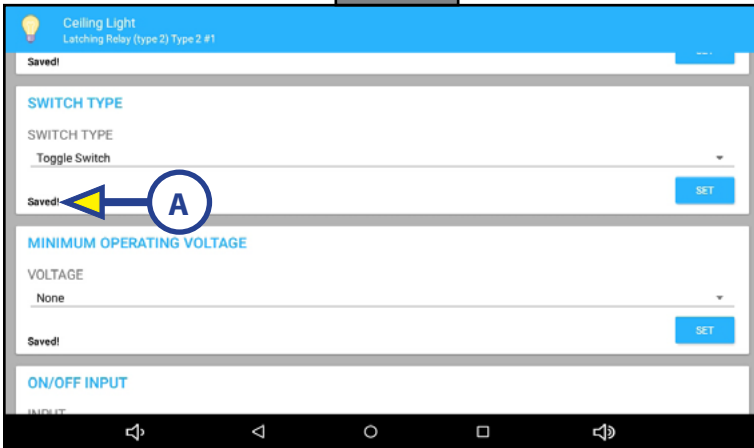 Ceiling Light
Latching Relay (type 2) Type 2 #1
Saved!
SWITCH TYPE
SWITCH TYPE
Toggle Switch
SET
Saved!
A
MINIMUM OPERATING VOLTAGE
VOLTAGE
None
SET
Saved!
ON/OFF INPUT
INPUT